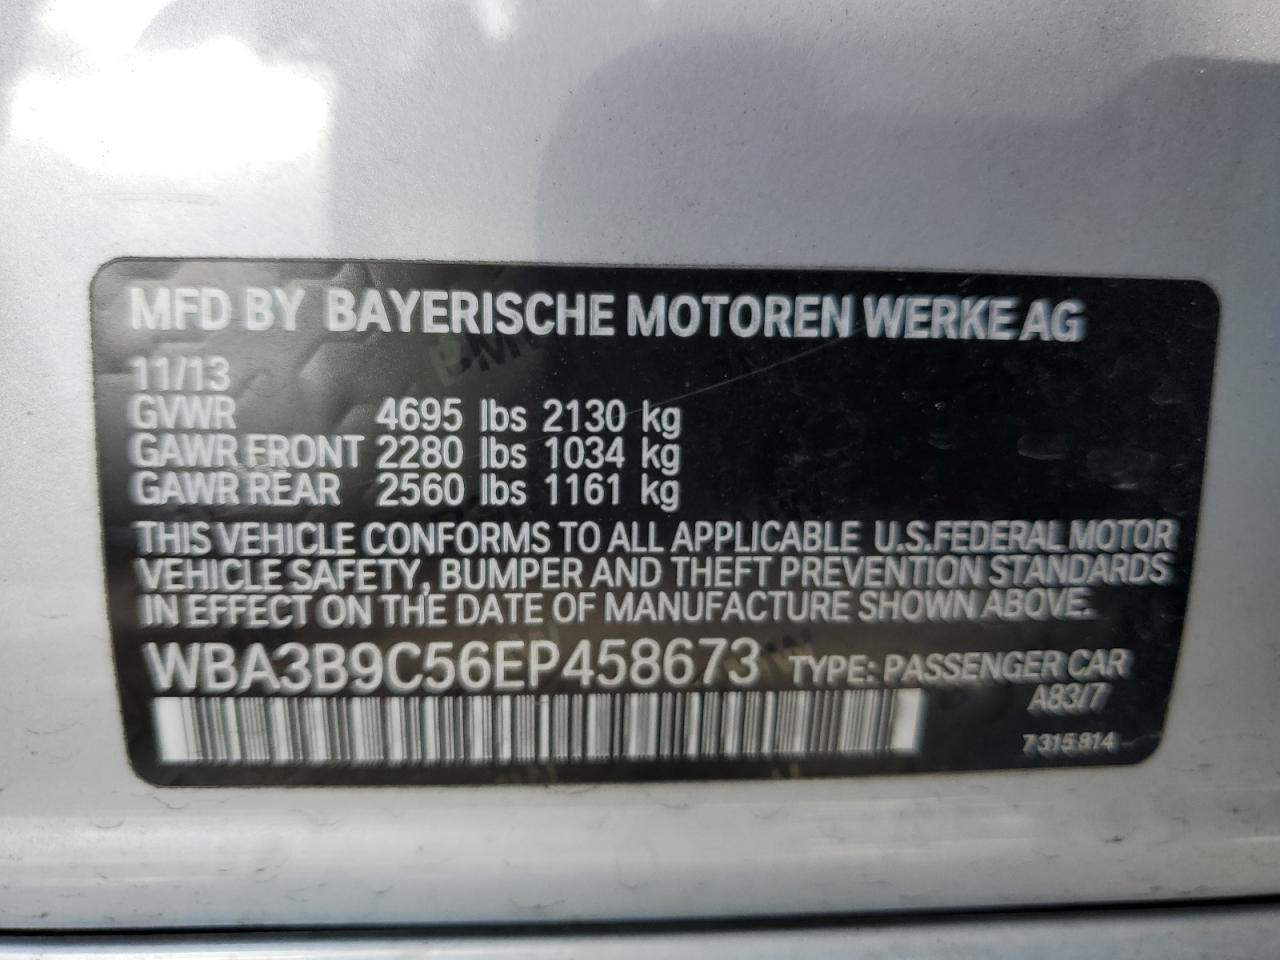 MFD BY BAYERISCHE MOTOREN WERKE AG
11/13
GVWR 4695 lbs 2130 kg
GAWR FRONT 2280 lbs 1034 kg
GAWR REAR 2560 lbs 1161 kg
THIS VEHICLE CONFORMS TO ALL APPLICABLE U.S.FEDERAL MOTOR
VEHICLE SAFETY, BUMPER AND THEFT PREVENTION STANDARDS
IN EFFECT ON THE DATE OF MANUFACTURE SHOWN ABOVE.
WBA3B9C56EP458673 TYPE: PASSENGER CAR
A83/7
7 315 814